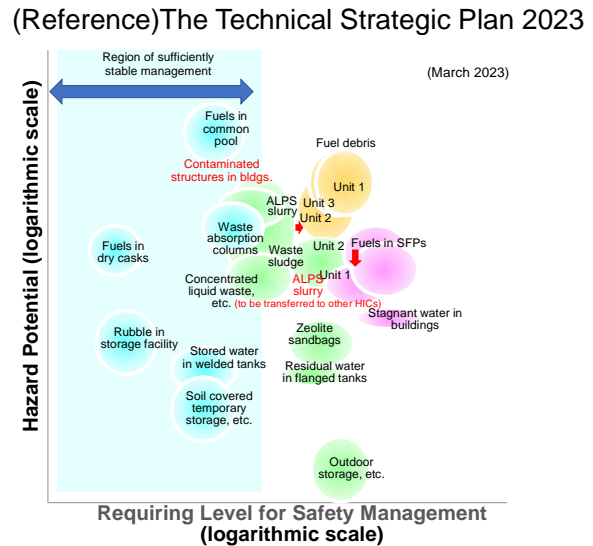 (Reference)The Technical Strategic Plan 2023
Region of sufficiently
stable management
(March 2023)
Fuels in
common
pool
Fuel debris
Contaminated
structures in bldgs.
Unit 1
ALPS
slurry
Unit 3
Unit 2
Waste
absorption
columns
Fuels in
dry casks
Waste
sludge
Unit 2
Fuels in SFPs
Unit 1
Concentrated
liquid waste,
etc.
ALPS
slurry
(to be transferred to other HICs)
Stagnant water in
buildings
Rubble in
storage facility
Zeolite
sandbags
Stored water
in welded tanks
Residual water
in flanged tanks
Soil covered
temporary
storage, etc.
Outdoor
storage, etc.
Hazard Potential (logarithmic scale)
Requiring Level for Safety Management
(logarithmic scale)